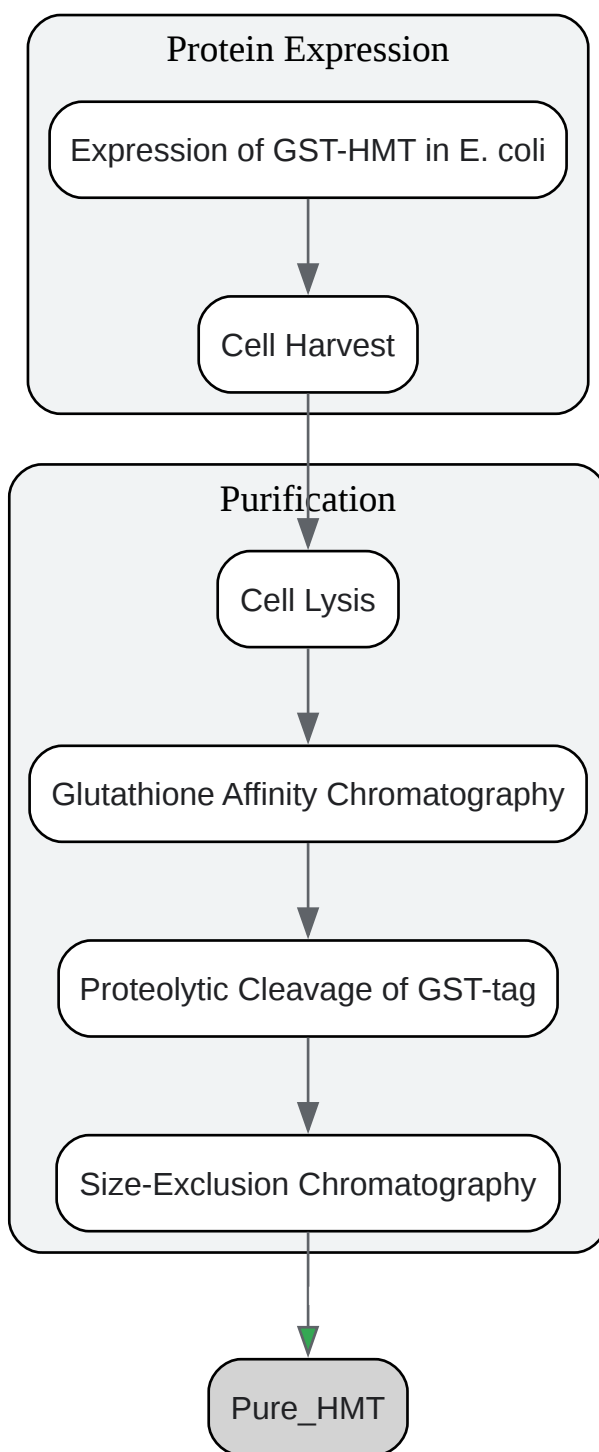 Protein Expression
Expression of GST-HMT in E. coli
Cell Harvest
Purification
Cell Lysis
Glutathione Affinity Chromatography
Proteolytic Cleavage of GST-tag
Size-Exclusion Chromatography
Pure_HMT